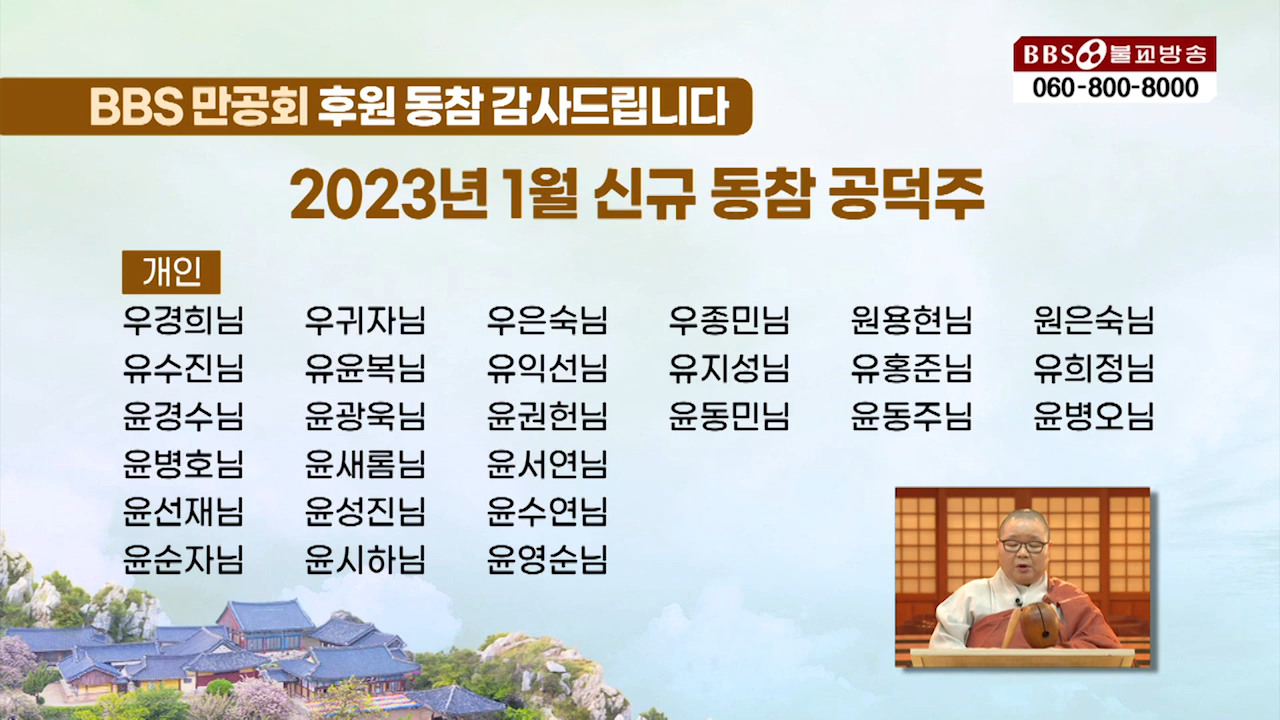 BBS 불교방송
060-800-8000
BBS 만공회 후원 동참 감사드립니다
2023년 1월 신규 동참 공덕주
개인
우경희님 우귀자님 우은숙님 우종민님 원용현님 원은숙님
유수진님 유윤복님 유익선님 유지성님 유홍준님 유희정님
윤경수님 윤광욱님 윤권헌님 윤동민님 윤동주님 윤병오님
윤병호님 윤새롬님 윤서연님
윤선재님 윤성진님 윤수연님
윤순자님 윤시하님 윤영순님